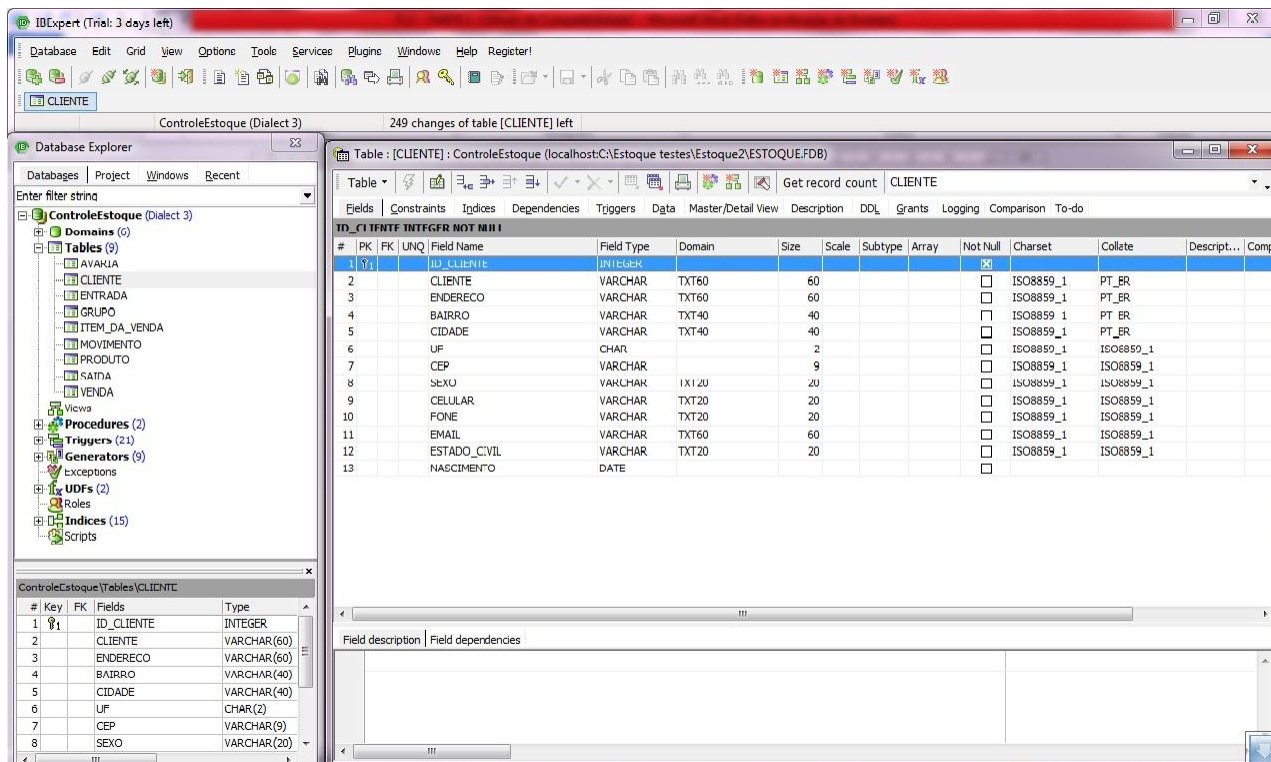 IBExpert (Trial: 3 days left)
Database Edit Grid View Options Tools Services Plugins Windows Help Register!
CLIENTE
ControleEstoque (Dialect 3) 249 changes of table [CLIENTE] left
Database Explorer
Databases Project Windows Recent
Enter filter string
ControleEstoque (Dialect 3)
Domains (6)
Tables (9)
AVARIA
CLIENTE
ENTRADA
GRUPO
ITEM_DA_VENDA
MOVIMENTO
PRODUTO
SAIDA
VENDA
Views
Procedures (2)
Triggers (21)
Generators (9)
Exceptions
UDFs (2)
Roles
Indices (15)
Scripts
ControleEstoque\Tables\CLIENTE
# Key FK Fields Type
1 1 ID_CLIENTE INTEGER
2 CLIENTE VARCHAR(60)
3 ENDERECO VARCHAR(60)
4 BAIRRO VARCHAR(40)
5 CIDADE VARCHAR(40)
6 UF CHAR(2)
7 CEP VARCHAR(9)
8 SEXO VARCHAR(20)
Table : [CLIENTE] : ControleEstoque (localhost:C:\Estoque testes\Estoque2\ESTOQUE.FDB)
Table Get record count CLIENTE
Fields Constraints Indices Dependencies Triggers Data Master/Detail View Description DDL Grants Logging Comparison To-do
ID_CLIENTE INTEGER NOT NULL
# PK FK UNQ Field Name Field Type Domain Size Scale Subtype Array Not Null Charset Collate Descript... Comp
1 1 ID_CLIENTE INTEGER
2 CLIENTE VARCHAR TXT60 60 ISO8859_1 PT_BR
3 ENDERECO VARCHAR TXT60 60 ISO8859_1 PT_BR
4 BAIRRO VARCHAR TXT40 40 ISO8859_1 PT_BR
5 CIDADE VARCHAR TXT40 40 ISO8859_1 PT_BR
6 UF CHAR 2 ISO8859_1 ISO8859_1
7 CEP VARCHAR 9 ISO8859_1 ISO8859_1
8 SEXO VARCHAR TXT20 20 ISO8859_1 ISO8859_1
9 CELULAR VARCHAR TXT20 20 ISO8859_1 ISO8859_1
10 FONE VARCHAR TXT20 20 ISO8859_1 ISO8859_1
11 EMAIL VARCHAR TXT60 60 ISO8859_1 ISO8859_1
12 ESTADO_CIVIL VARCHAR TXT20 20 ISO8859_1 ISO8859_1
13 NASCIMENTO DATE
Field description Field dependencies